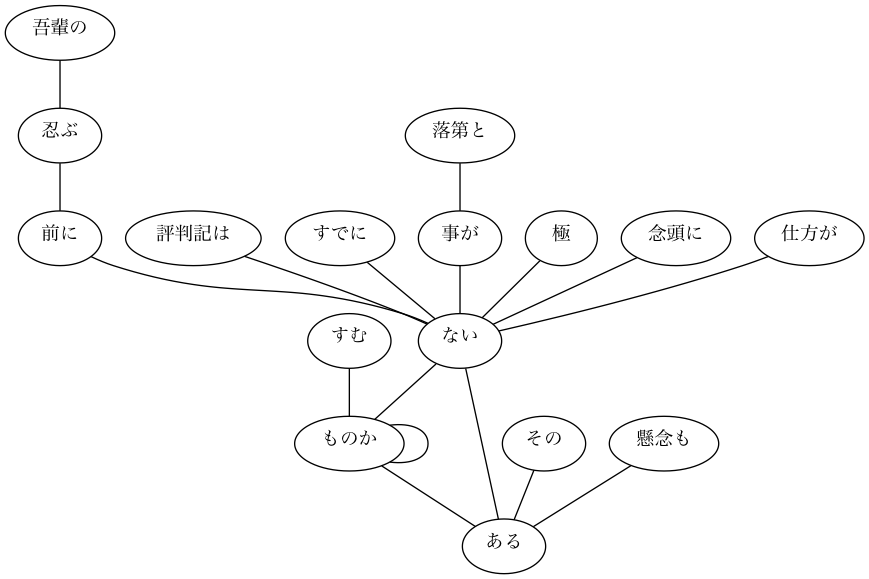 吾輩の
忍ぶ
落第と
前に
評判記は
すでに
事が
極
念頭に
仕方が
すむ
ない
ものか
その
懸念も
ある